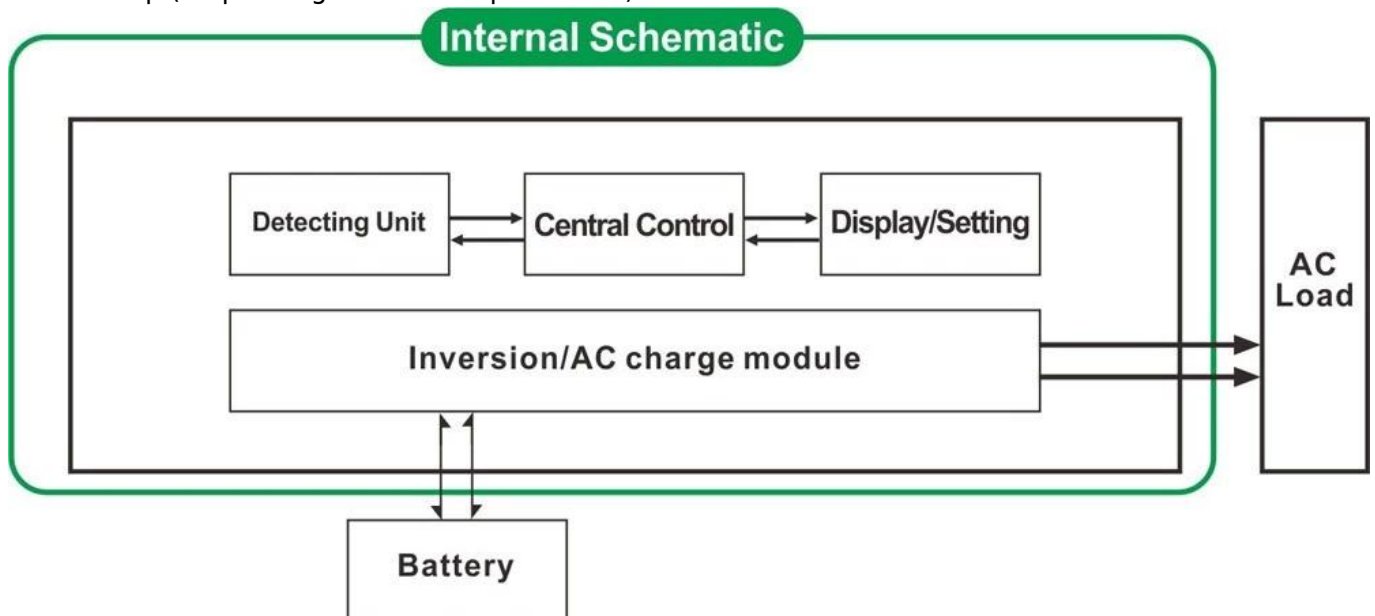 Internal Schematic
Detecting Unit
Central Control
Display/Setting
AC
Load
Inversion/AC charge module
Battery